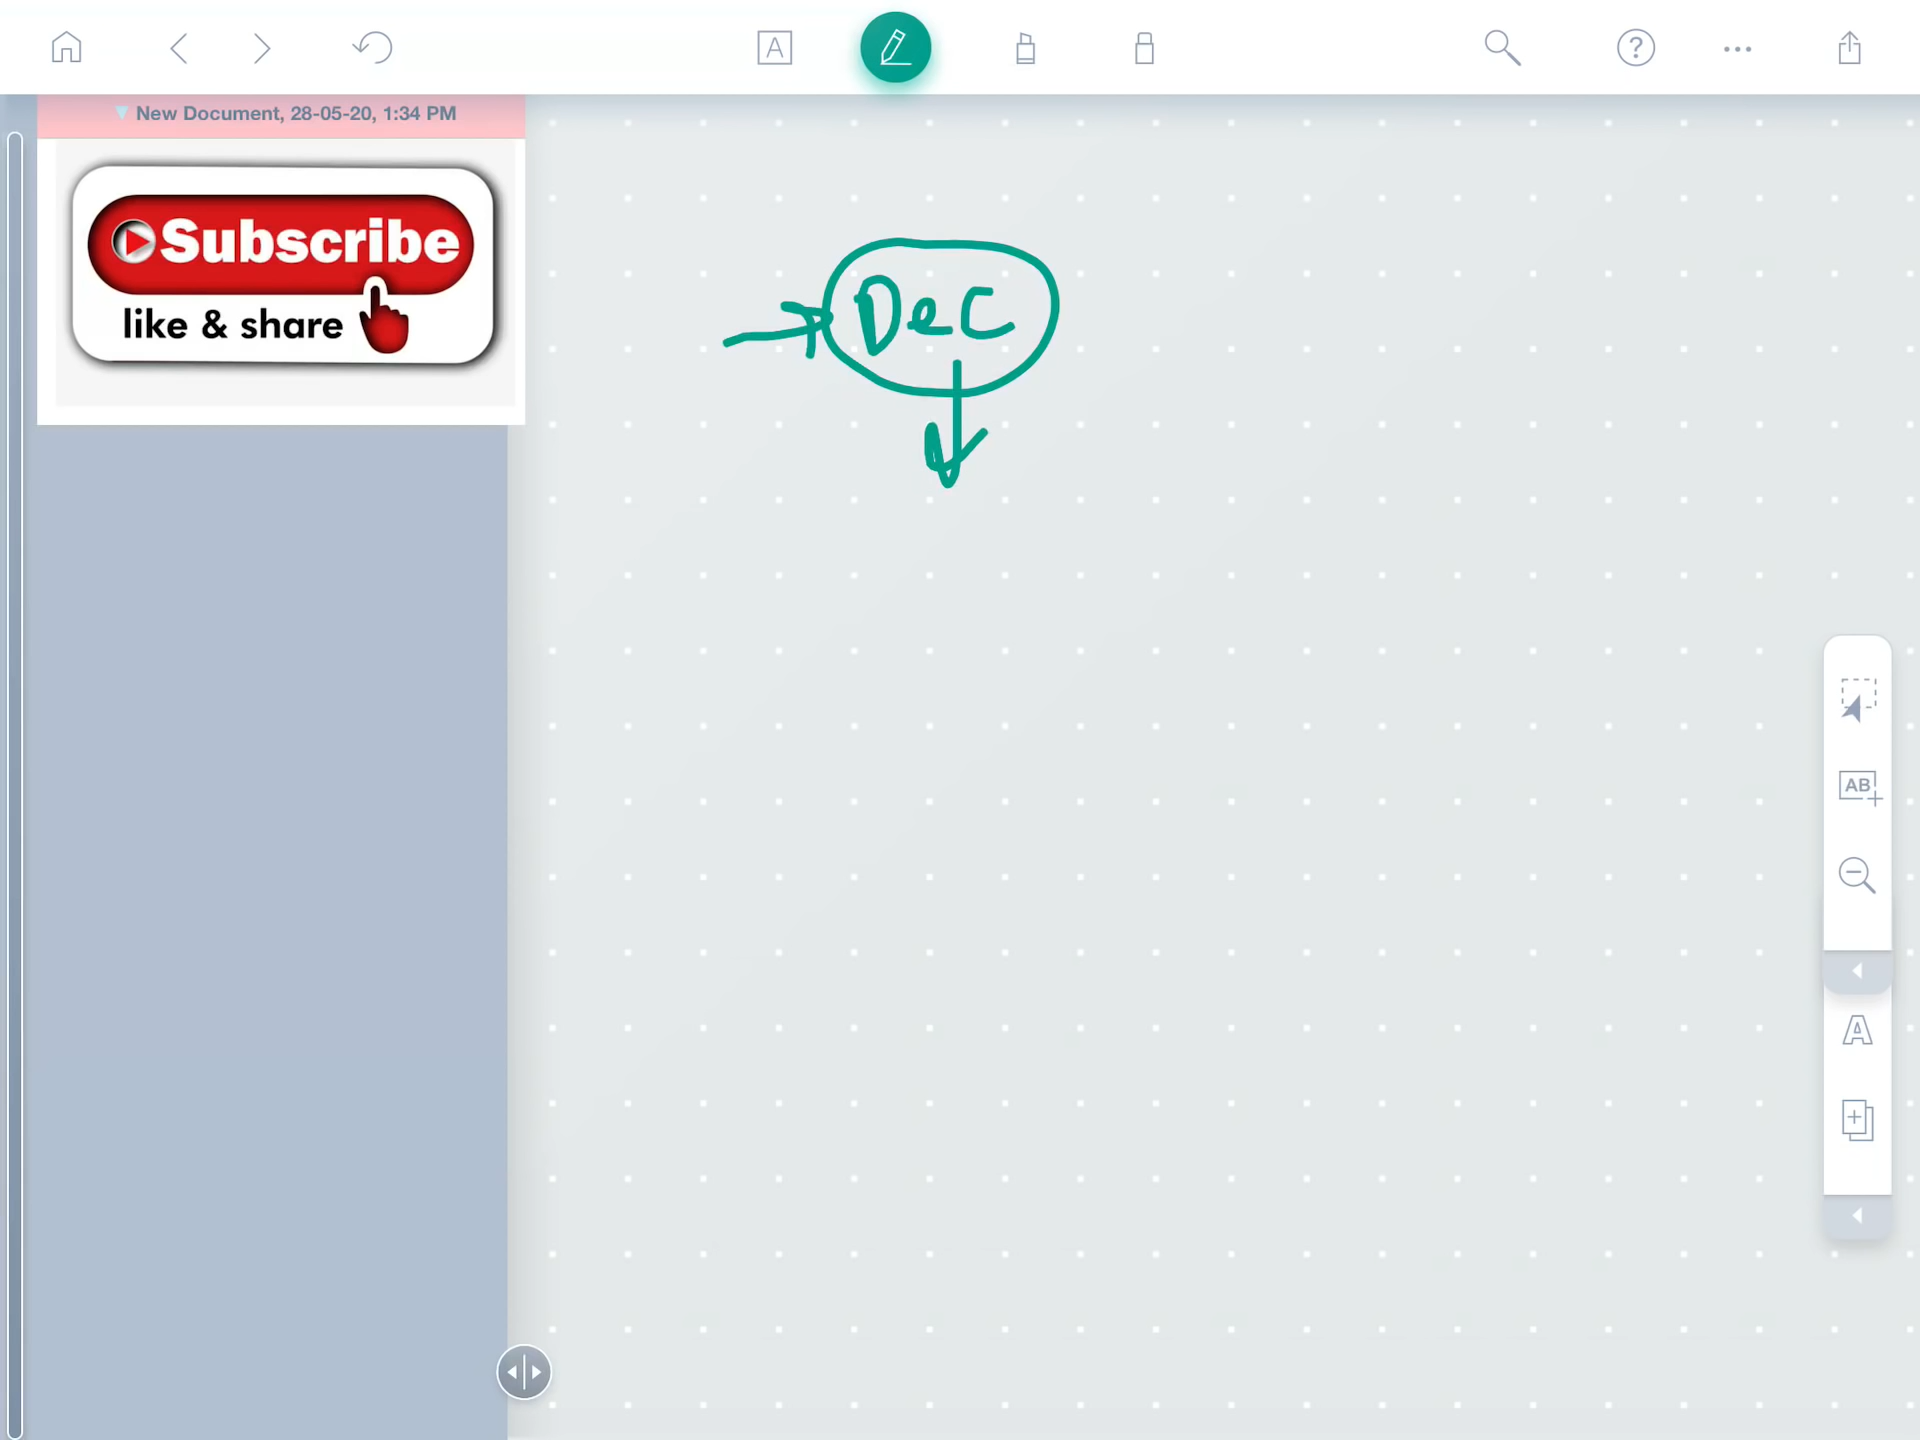 New Document, 28-05-20, 1:34 PM
Subscribe
like & share
DeC
A
?
AB
A